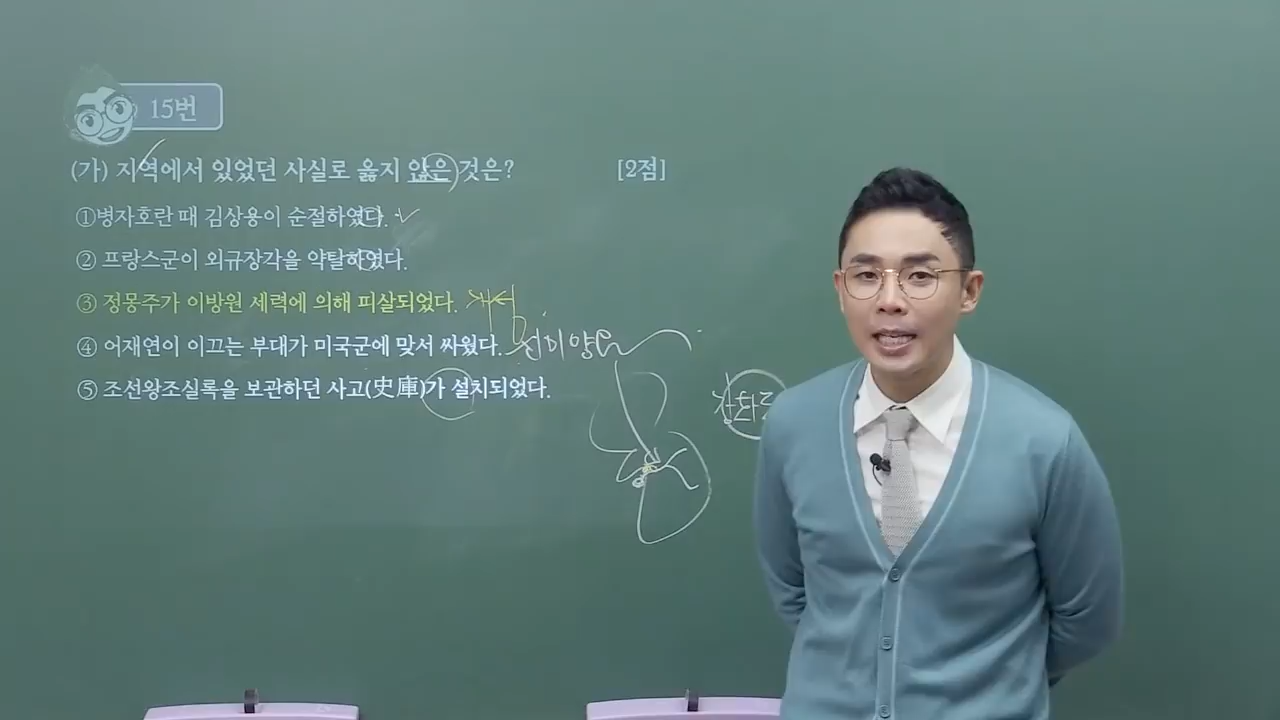 15번
(가) 지역에서 있었던 사실로 옳지 않은 것은? [2점]
①병자호란 때 김상용이 순절하였다.
② 프랑스군이 외규장각을 약탈하였다.
③ 정몽주가 이방원 세력에 의해 피살되었다.
④ 어재연이 이끄는 부대가 미국군에 맞서 싸웠다. 신미양요
⑤ 조선왕조실록을 보관하던 사고(史庫)가 설치되었다.
강화도